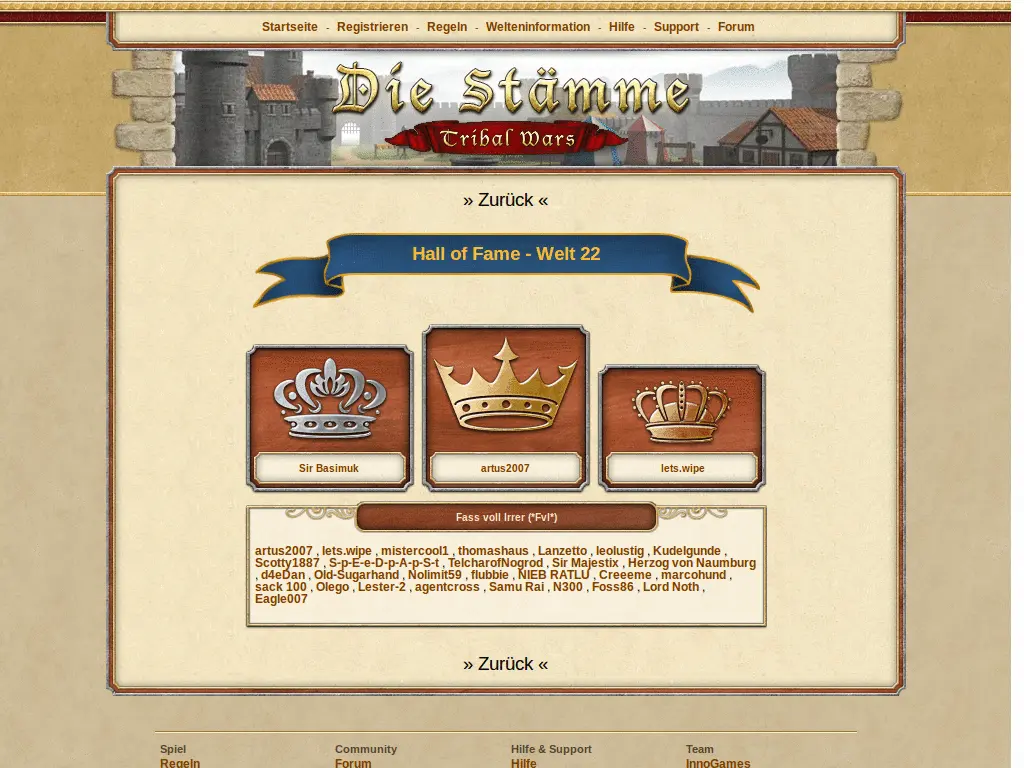 Startseite - Registrieren - Regeln - Welteninformation - Hilfe - Support - Forum
Die Stämme
Tribal Wars
» Zurück «
Hall of Fame - Welt 22
Sir Basimuk
artus2007
lets.wipe
Fass voll Irrer (*FvI*)
artus2007 , lets.wipe , mistercool1 , thomashaus , Lanzetto , leolustig , Kudelgunde ,
Scotty1887 , S-p-E-e-D-p-A-p-S-t , TelcharofNogrod , Sir Majestix , Herzog von Naumburg
, d4eDan , Old-Sugarhand , Nolimit59 , flubbie , NIEB RATLU , Creeeme , marcohund ,
sack 100 , Olego , Lester-2 , agentcross , Samu Rai , N300 , Foss86 , Lord Noth ,
Eagle007
» Zurück «
Spiel Community Hilfe & Support Team
Regeln Forum Hilfe InnoGames